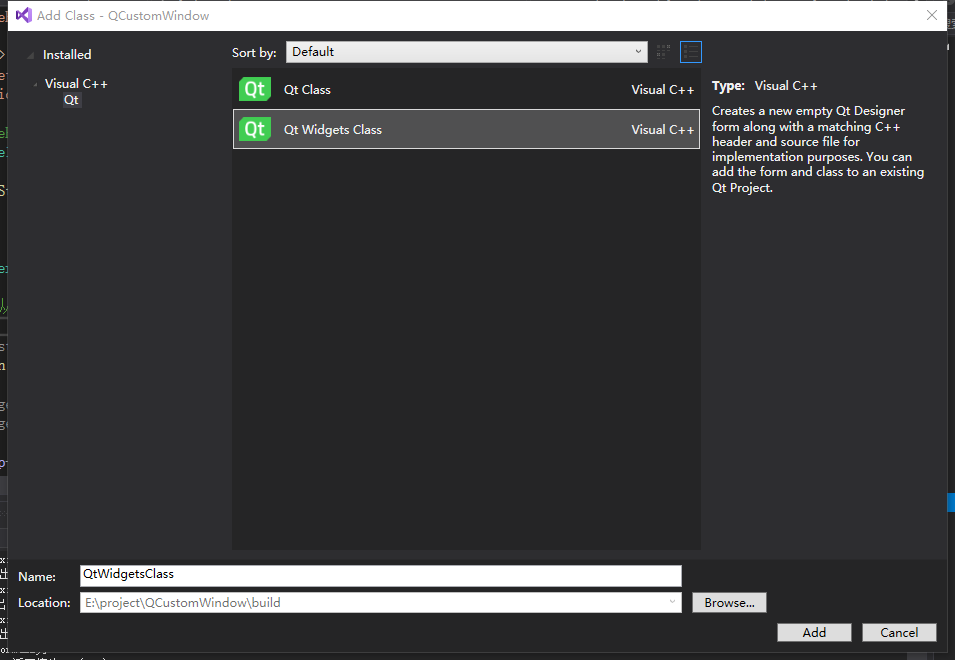 Add Class - QCustomWindow
Installed
Visual C++
Qt
Sort by:
Default
Qt
Qt Class
Visual C++
Qt
Qt Widgets Class
Visual C++
Type: Visual C++
Creates a new empty Qt Designer
form along with a matching C++
header and source file for
implementation purposes. You can
add the form and class to an existing
Qt Project.
Name:
QtWidgetsClass
Location:
E:\project\QCustomWindow\build
Browse...
Add
Cancel